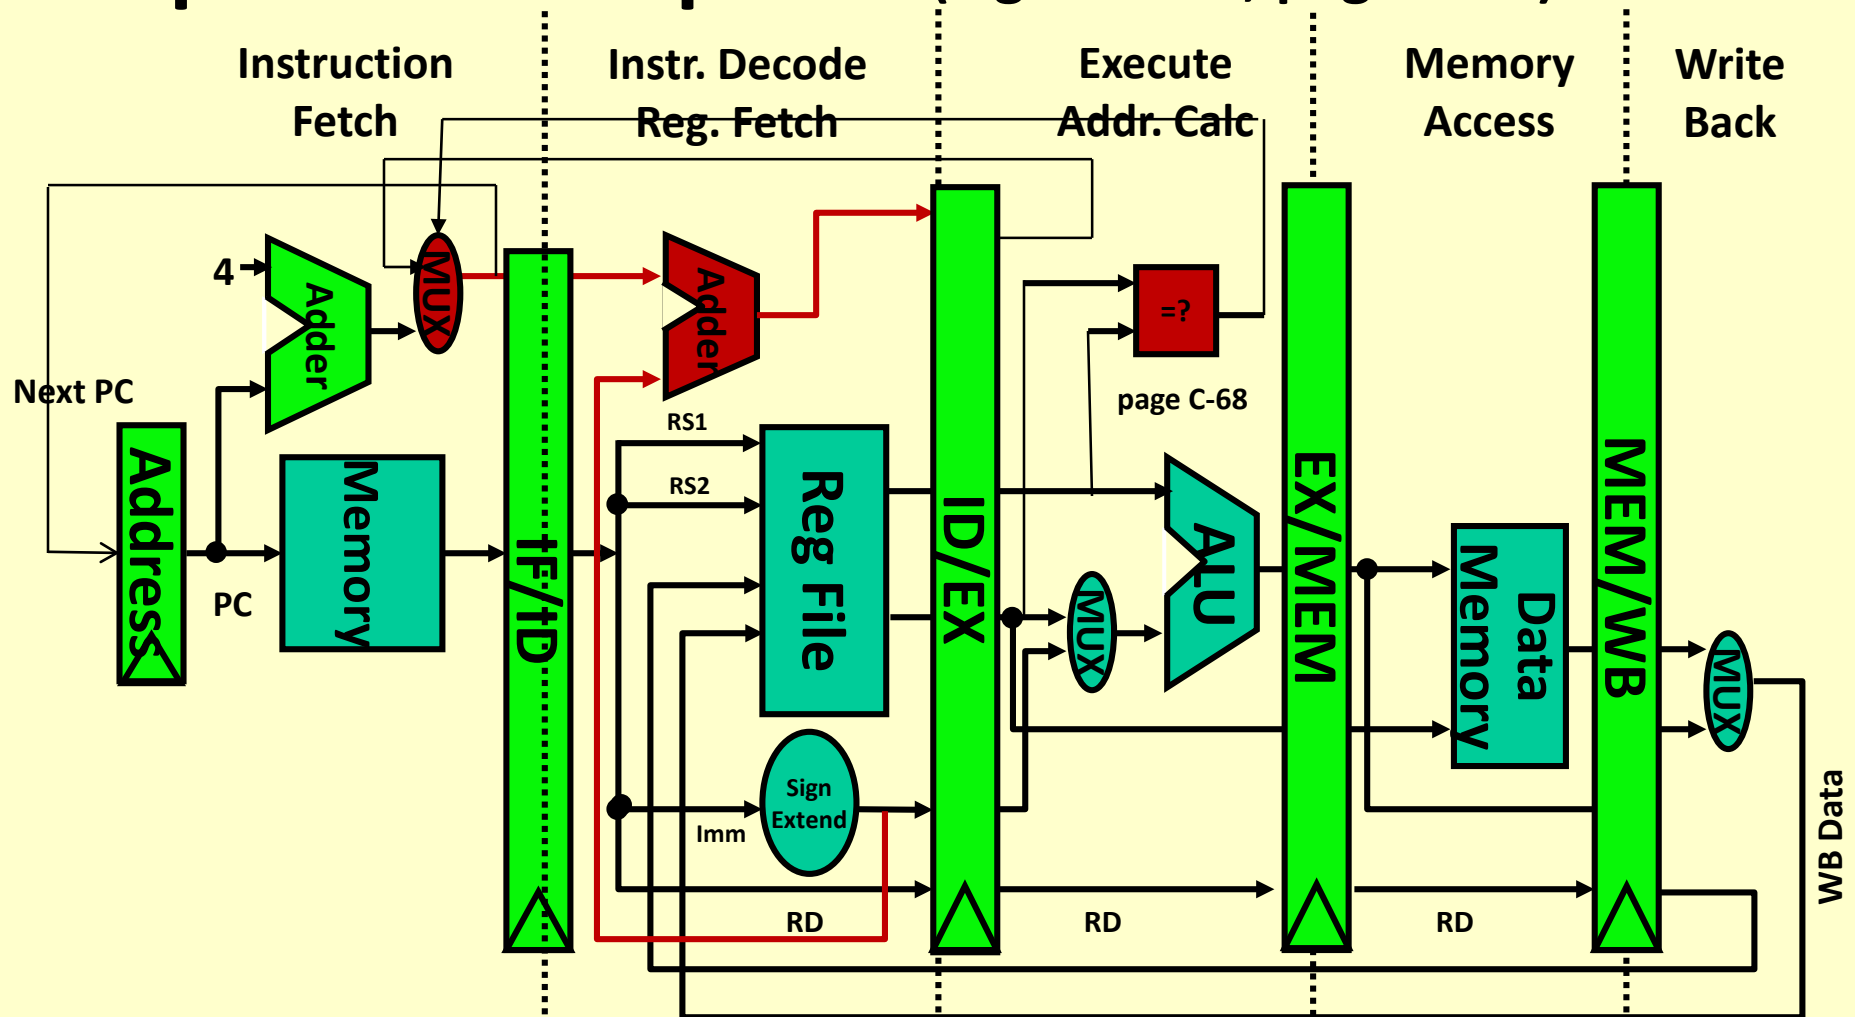 Instruction
Fetch
Instr. Decode
Reg. Fetch
Execute
Addr. Calc
Memory
Access
Write
Back
4
Adder
MUX
Adder
=?
Next PC
page C-68
RS1
RS2
Address
Memory
PC
IF/ID
Reg File
ID/EX
MUX
ALU
EX/MEM
Data
Memory
MEM/WB
MUX
Sign
Extend
Imm
WB Data
RD
RD
RD